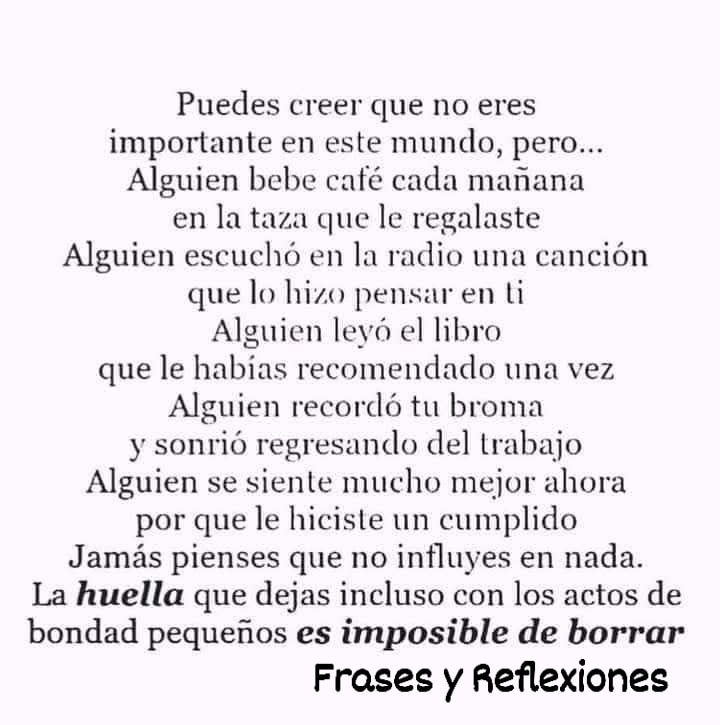 Puedes creer que no eres
importante en este mundo, pero...
Alguien bebe café cada mañana
en la taza que le regalaste
Alguien escuchó en la radio una canción
que lo hizo pensar en ti
Alguien leyó el libro
que le habías recomendado una vez
Alguien recordó tu broma
y sonrió regresando del trabajo
Alguien se siente mucho mejor ahora
por que le hiciste un cumplido
Jamás pienses que no influyes en nada.
La huella que dejas incluso con los actos de
bondad pequeños es imposible de borrar
Frases y Reflexiones